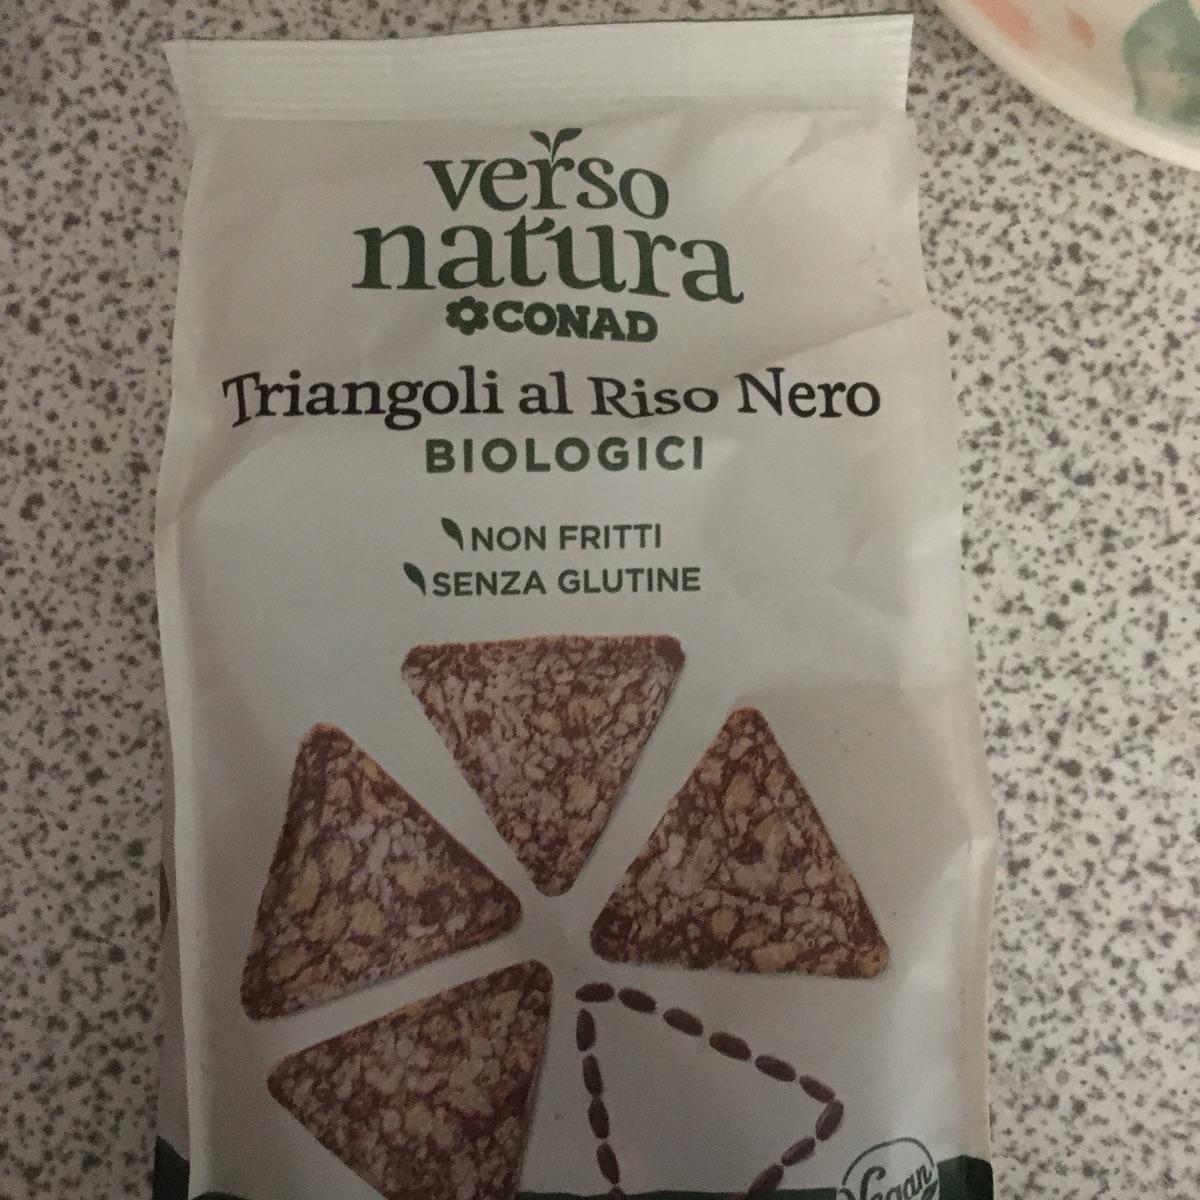 verso
natura
CONAD
Triangoli al Riso Nero
BIOLOGICI
NON FRITTI
SENZA GLUTINE
Vegan